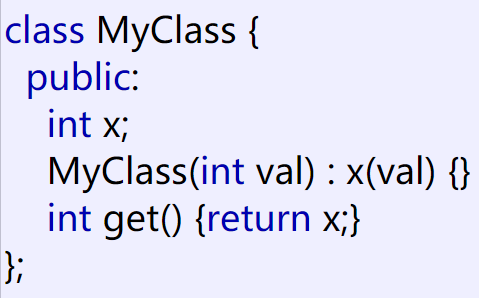 class MyClass {
  public:
    int x;
    MyClass(int val) : x(val) {}
    int get() {return x;}
};